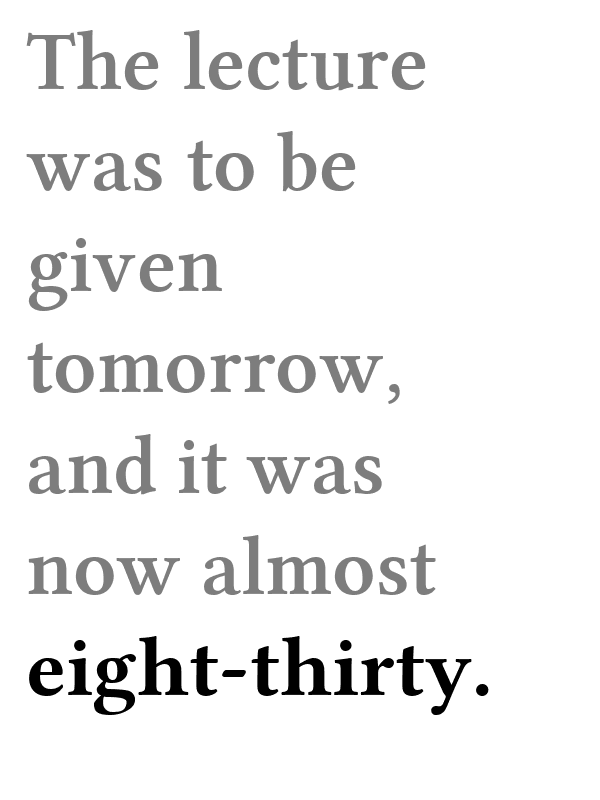 The lecture
was to be
given
tomorrow,
and it was
now almost
eight-thirty.